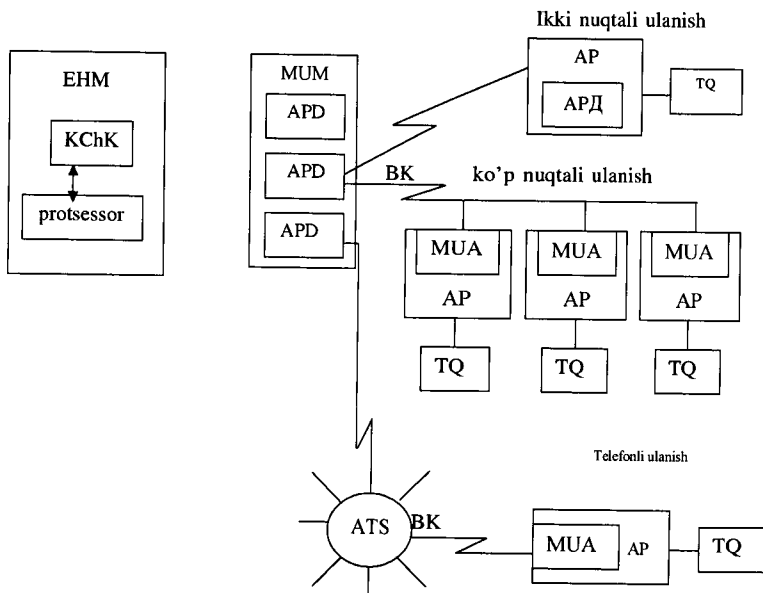 Ikki nuqtali ulanish
EHM
KChK
protsessor
MUM
APD
APD
APD
AP
APД
TQ
BK
ko'p nuqtali ulanish
MUA
AP
TQ
MUA
AP
TQ
MUA
AP
TQ
Telefonli ulanish
ATS
BK
MUA
AP
TQ